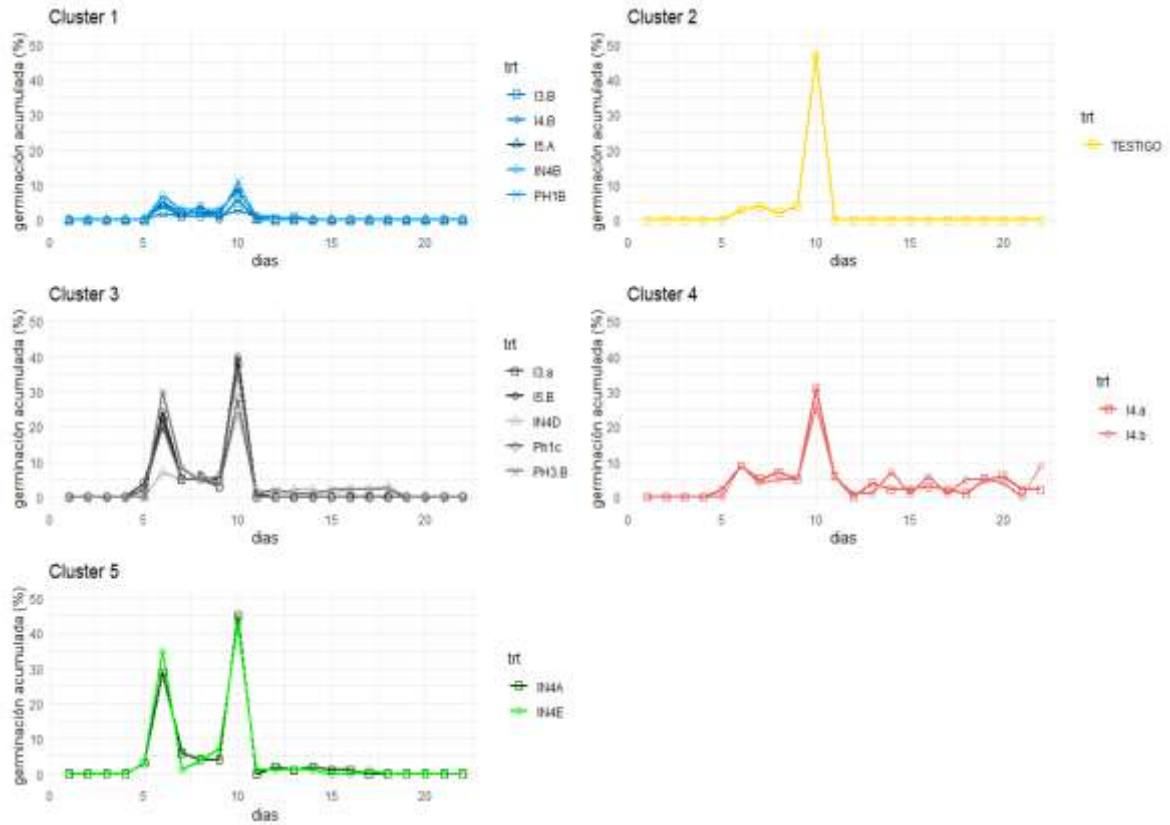 Cluster 1
germinación acumulada (%)
50
40
30
20
10
0
0 5 10 15 20
dias
trt
I3.B
I4.B
I5.A
IN4B
PH1B
Cluster 2
germinación acumulada (%)
50
40
30
20
10
0
0 5 10 15 20
dias
trt
TESTIGO
Cluster 3
germinación acumulada (%)
50
40
30
20
10
0
0 5 10 15 20
dias
trt
I3.a
I5.B
IN4D
Ph1c
PH3.B
Cluster 4
germinación acumulada (%)
50
40
30
20
10
0
0 5 10 15 20
dias
trt
I4.a
I4.b
Cluster 5
germinación acumulada (%)
50
40
30
20
10
0
0 5 10 15 20
dias
trt
IN4A
IN4E